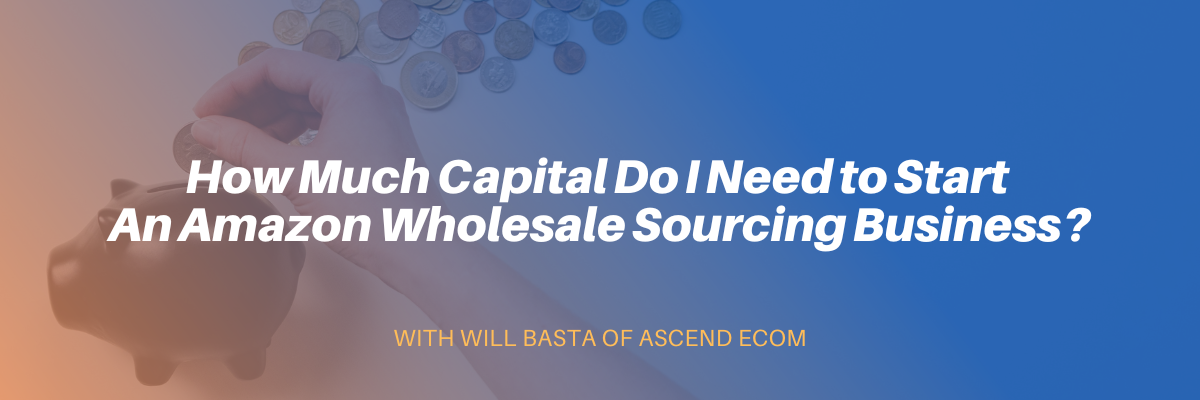 How Much Capital Do I Need to Start
An Amazon Wholesale Sourcing Business?
WITH WILL BASTA OF ASCEND ECOM